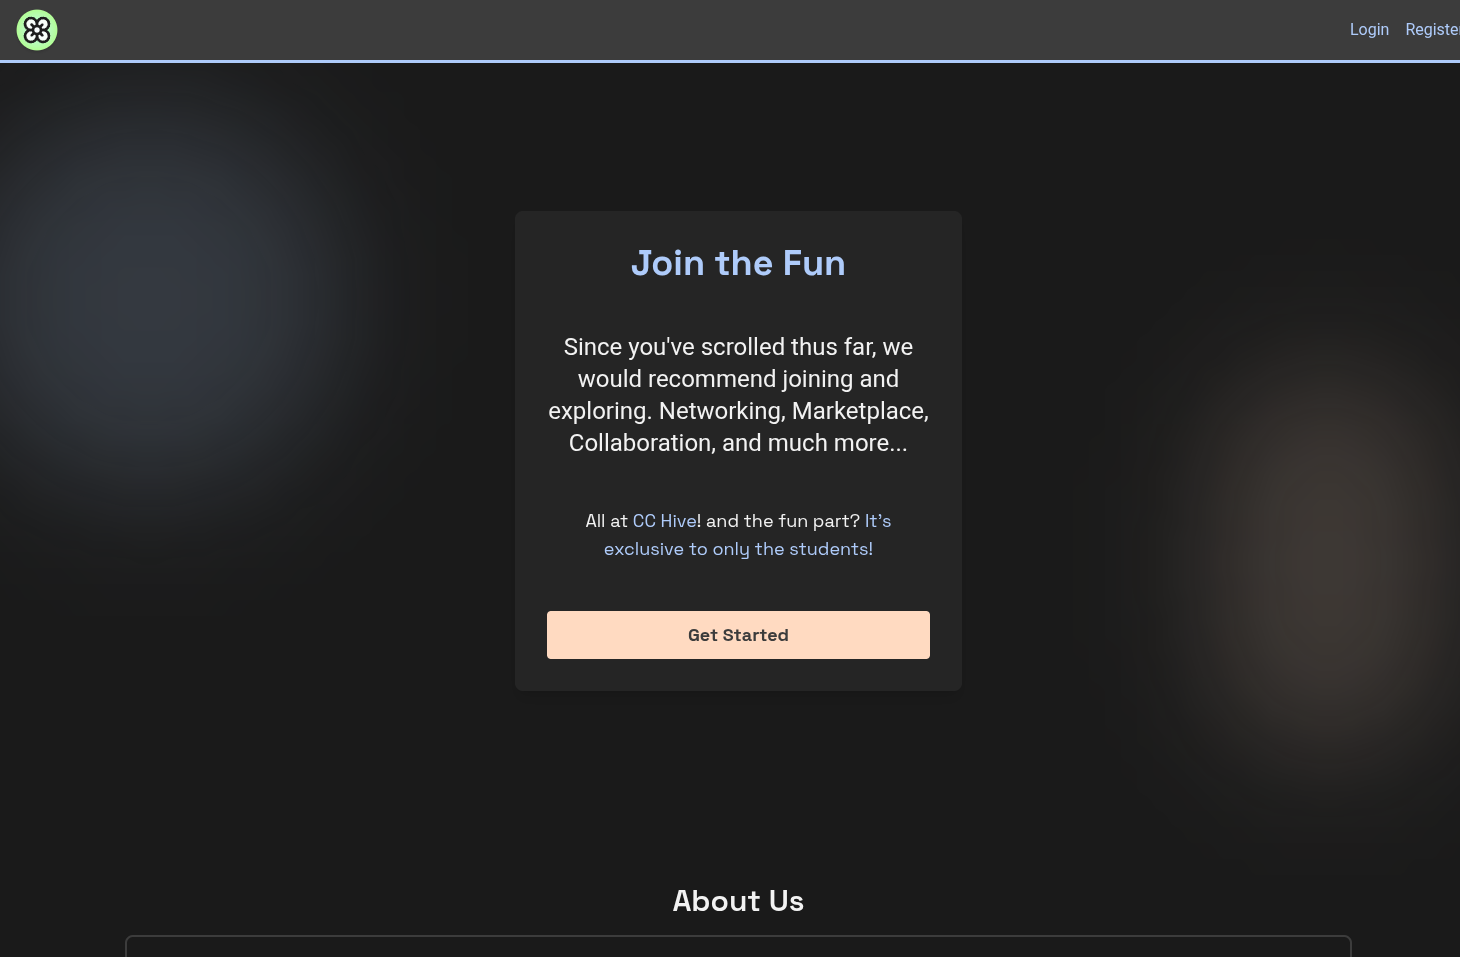 Login Register
Join the Fun
Since you've scrolled thus far, we
would recommend joining and
exploring. Networking, Marketplace,
Collaboration, and much more...
All at CC Hive! and the fun part? It's
exclusive to only the students!
Get Started
About Us